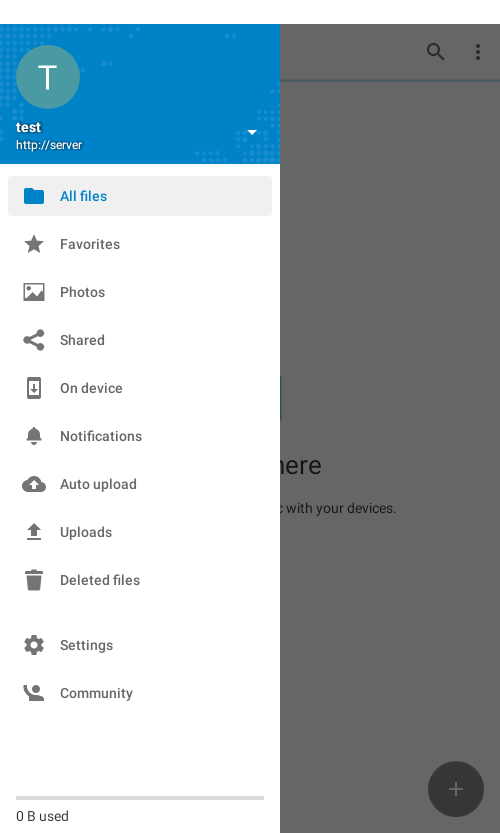 T
test
http://server
All files
Favorites
Photos
Shared
On device
Notifications
Auto upload
Uploads
Deleted files
Settings
Community
0 B used
with your devices.